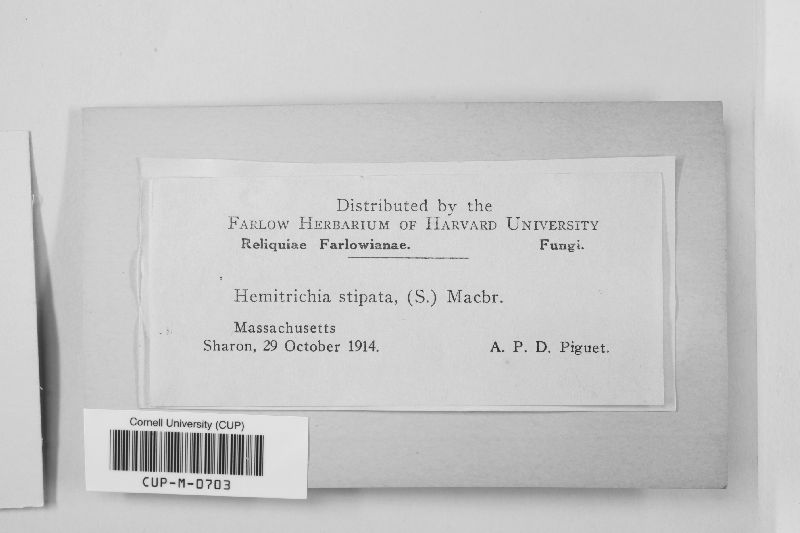 Distributed by the
FARLOW HERBARIUM OF HARVARD UNIVERSITY
Reliquiae Farlowianae. Fungi.
Hemitrichia stipata, (S.) Macbr.
Massachusetts
Sharon, 29 October 1914. A. P. D. Piguet.
Cornell University (CUP)
CUP-M-0703